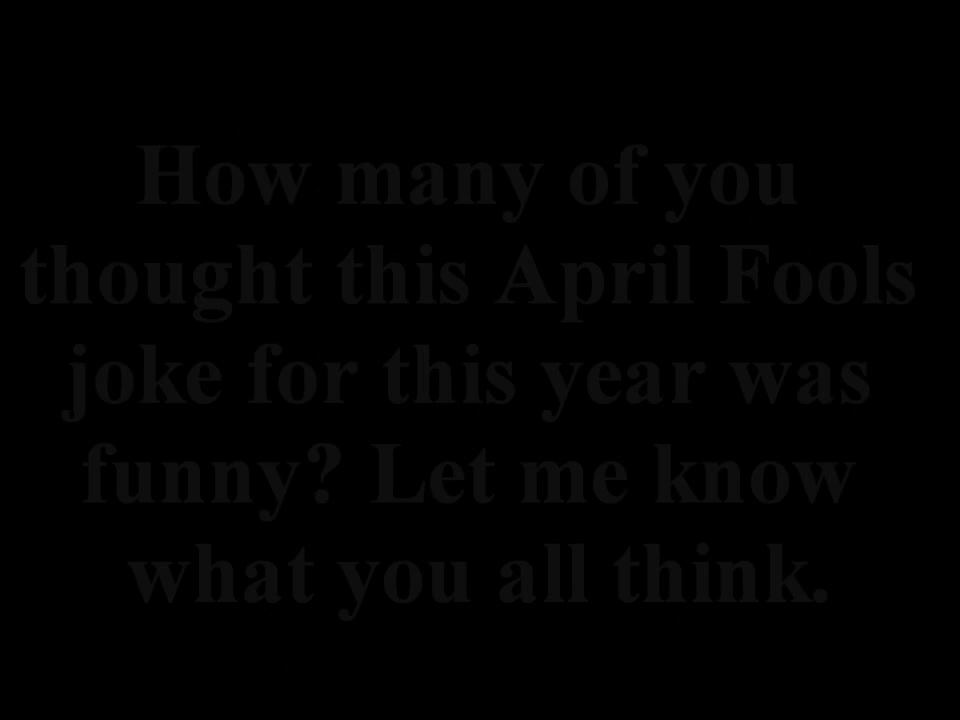 How many of you
thought this April Fools
joke for this year was
funny? Let me know
what you all think.